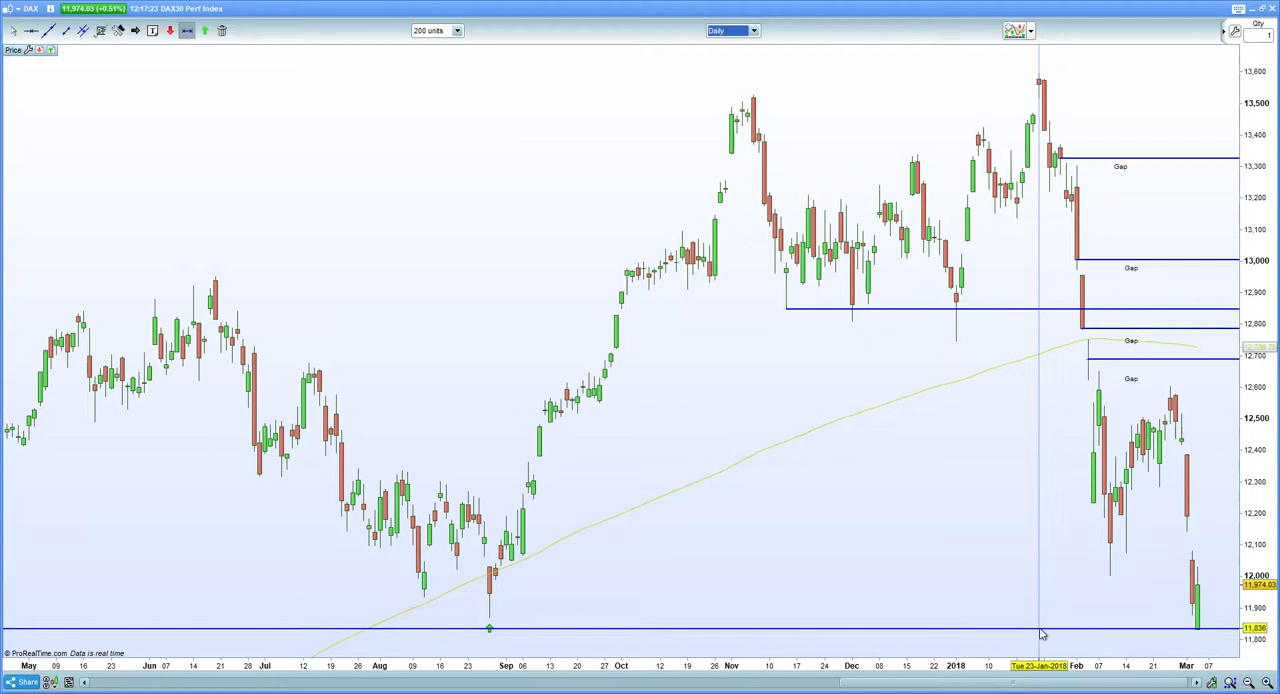 DAX 11,974.03 (+0.51%) 12:17:23 DAX30 Perf Index
200 units Daily Qty
1
Price
13,600
13,500
13,400
Gap 13,300
13,200
13,100
13,000
Gap
12,900
12,800
Gap
12,700
Gap 12,600
12,500
12,400
12,300
12,200
12,100
12,000
11,974.03
11,900
11,836
11,800
© ProRealTime.com Data is real time
May 09 16 23 Jun 07 14 21 Jul 13 19 26 Aug 09 16 23 Sep 06 13 20 27 Oct 06 12 19 26 Nov 10 17 24 Dec 08 15 22 2018 10 Tue 23-Jan-2018 Feb 07 14 21 Mar 07
Share